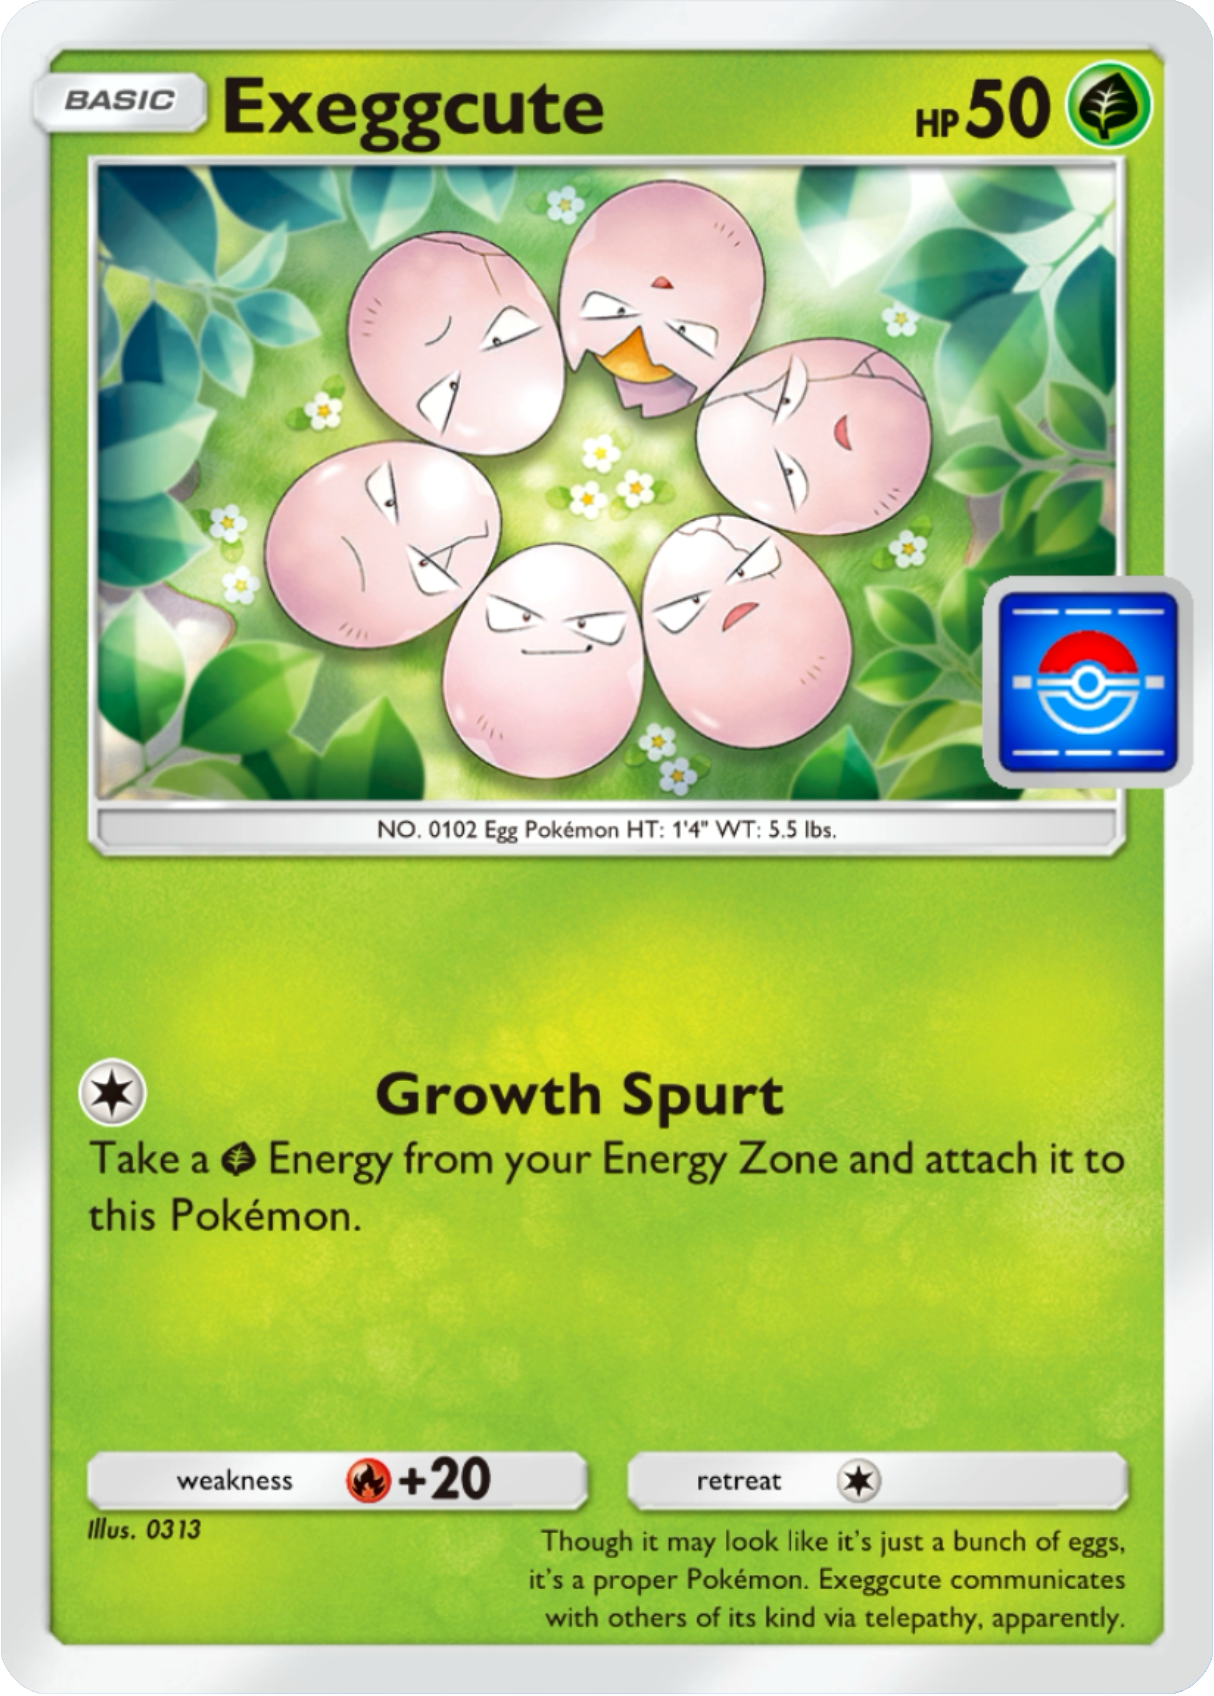 BASIC Exeggcute HP 50
NO. 0102 Egg Pokémon HT: 1'4" WT: 5.5 lbs.
Growth Spurt
Take a Energy from your Energy Zone and attach it to
this Pokémon.
weakness +20 retreat
Illus. 0313
Though it may look like it's just a bunch of eggs,
it's a proper Pokémon. Exeggcute communicates
with others of its kind via telepathy, apparently.